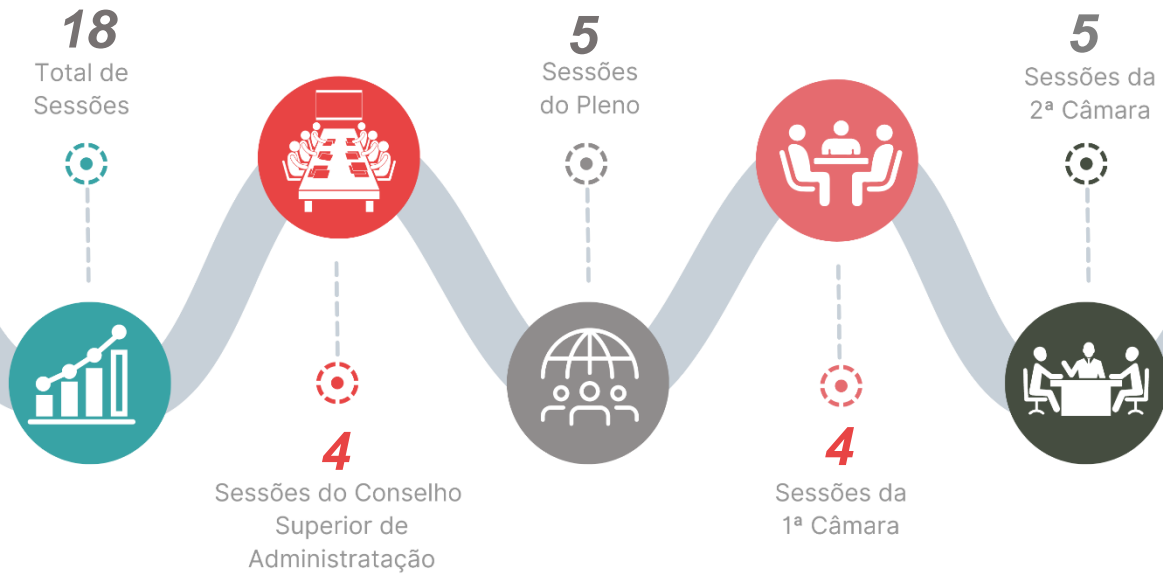 18
Total de
Sessões
4
Sessões do Conselho
Superior de
Administratação
5
Sessões
do Pleno
4
Sessões da
1ª Câmara
5
Sessões da
2ª Câmara